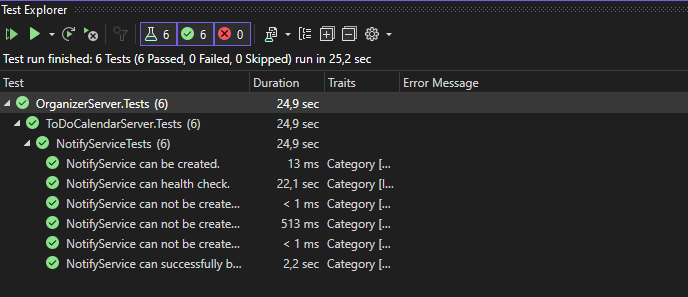 Test Explorer
6 6 0
Test run finished: 6 Tests (6 Passed, 0 Failed, 0 Skipped) run in 25,2 sec
Test Duration Traits Error Message
OrganizerServer.Tests (6) 24,9 sec
ToDoCalendarServer.Tests (6) 24,9 sec
NotifyServiceTests (6) 24,9 sec
NotifyService can be created. 13 ms Category [...
NotifyService can health check. 22,1 sec Category [I...
NotifyService can not be create... < 1 ms Category [...
NotifyService can not be create... 513 ms Category [...
NotifyService can not be create... < 1 ms Category [...
NotifyService can successfully b... 2,2 sec Category [...